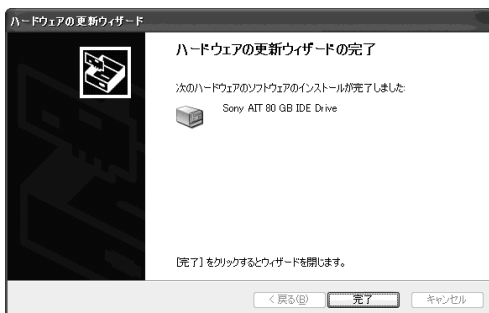 ハードウェアの更新ウィザード
ハードウェアの更新ウィザードの完了
次のハードウェアのソフトウェアのインストールが完了しました:
Sony AIT 80 GB IDE Drive
[完了] をクリックするとウィザードを閉じます。
< 戻る(B)
完了
キャンセル